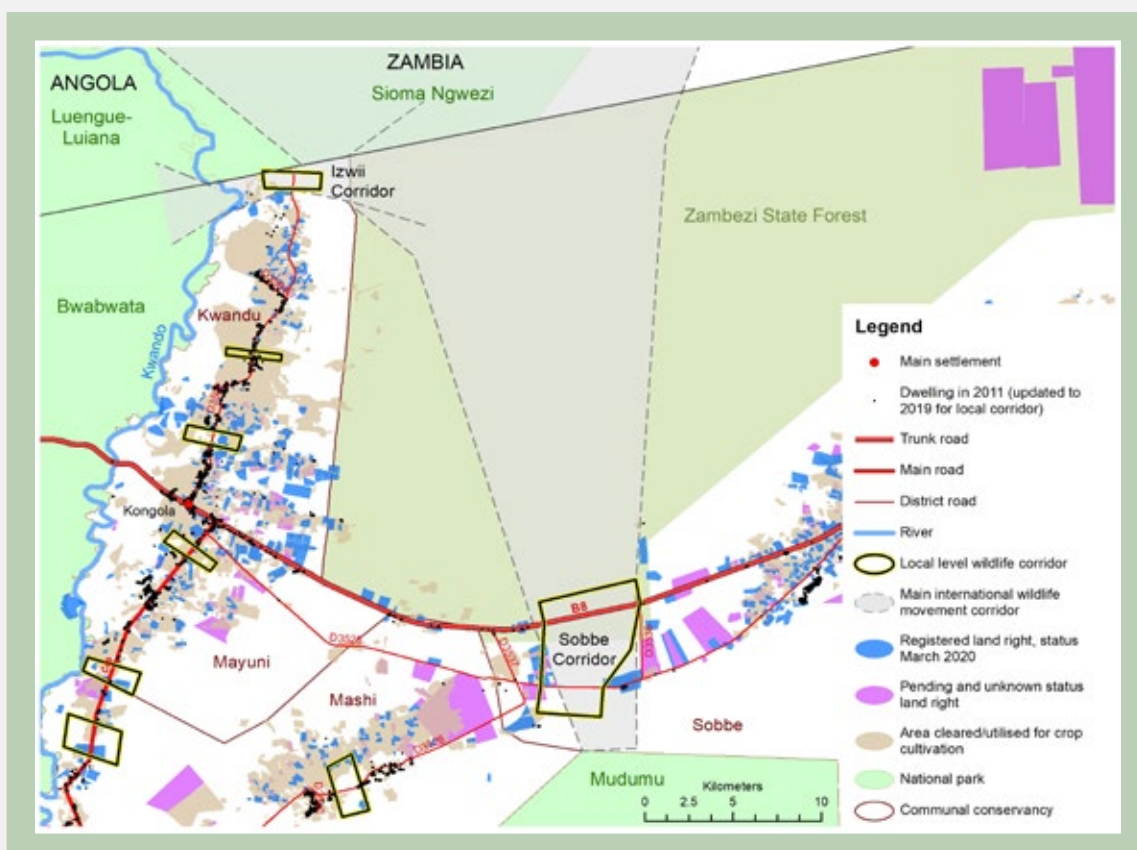 ANGOLA
Luengue-
Luiana
ZAMBIA
Sioma Ngwezi
Izwii
Corridor
Zambezi State Forest
Bwabwata
Kwando
Kwandu
Kongola
B8
Sobbe
Corridor
D3524
D3507
Mayuni
Mashi
Sobbe
Mudumu
Legend
Main settlement
Dwelling in 2011 (updated to
2019 for local corridor)
Trunk road
Main road
District road
River
Local level wildlife corridor
Main international wildlife
movement corridor
Registered land right, status
March 2020
Pending and unknown status
land right
Area cleared/utilised for crop
cultivation
National park
Communal conservancy
Kilometers
0 2.5 5 10